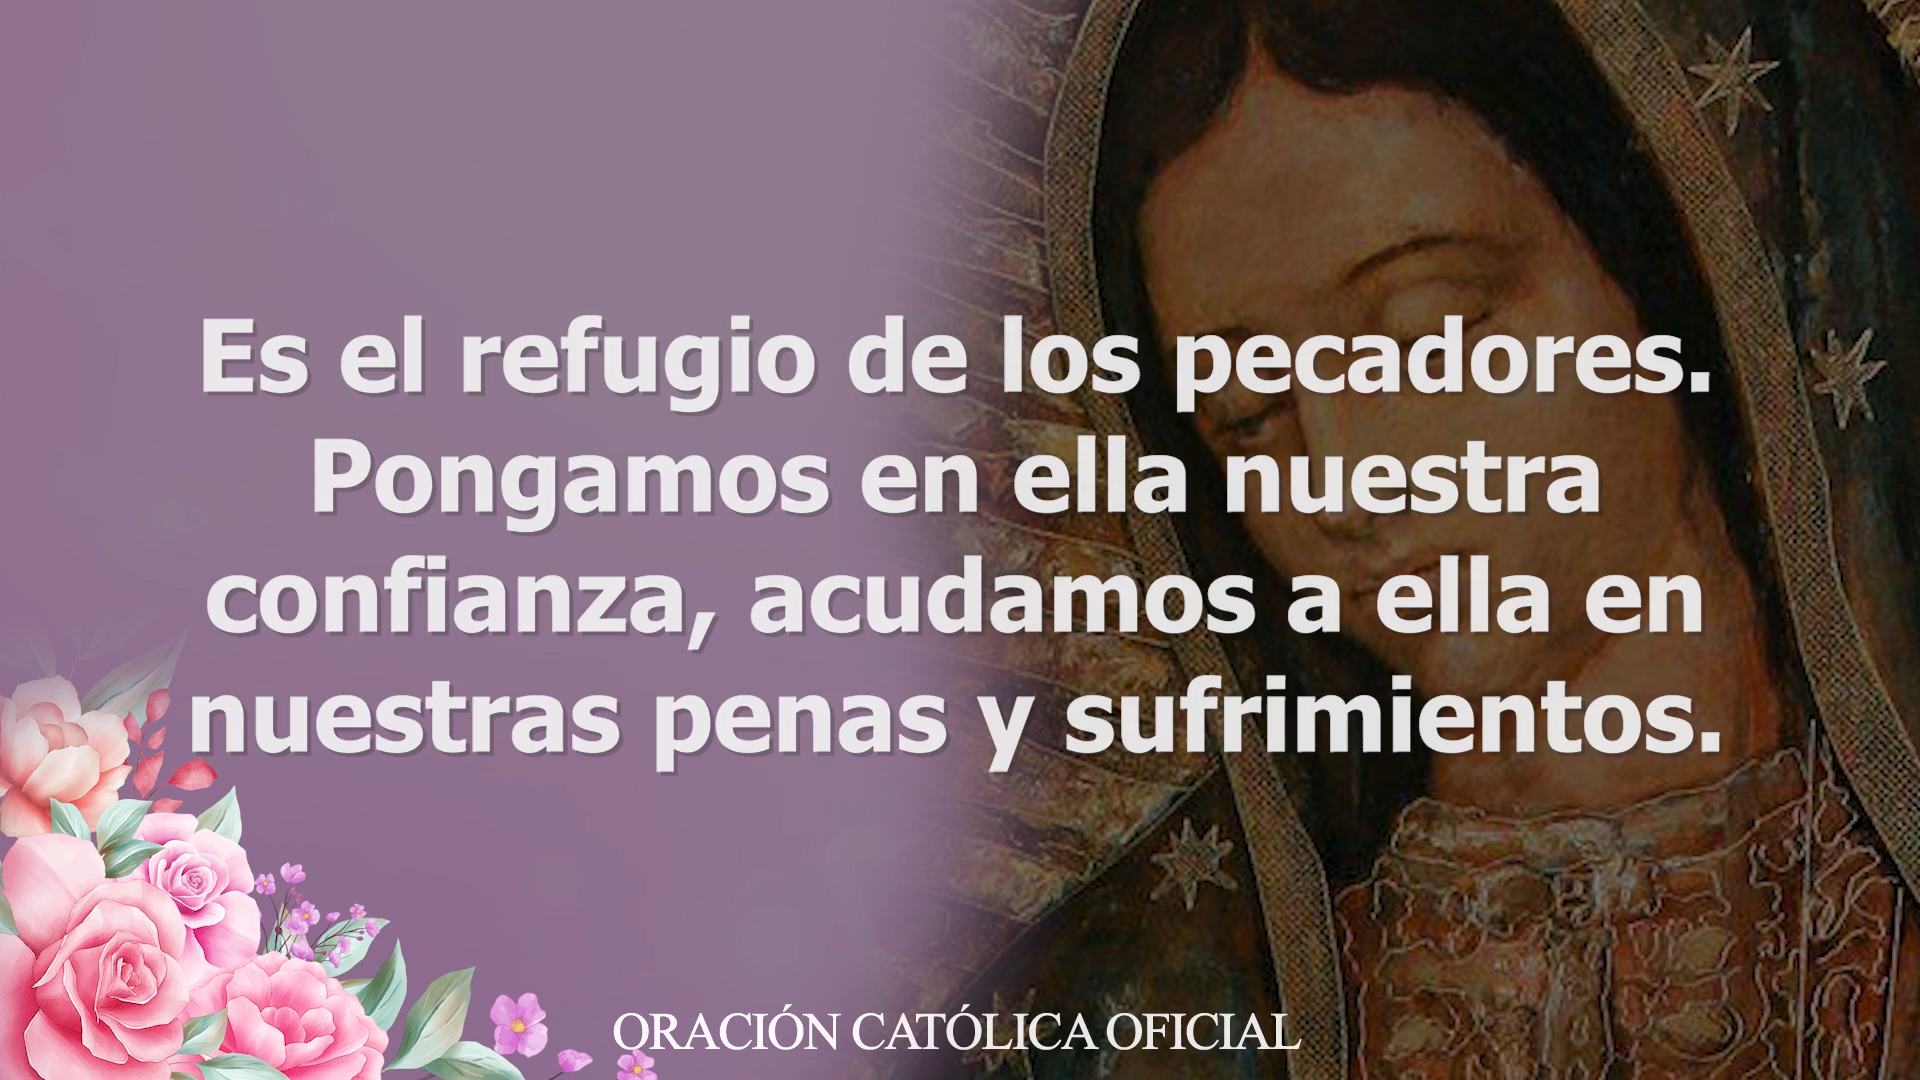 Es el refugio de los pecadores.
Pongamos en ella nuestra
confianza, acudamos a ella en
nuestras penas y sufrimientos.
ORACIÓN CATÓLICA OFICIAL